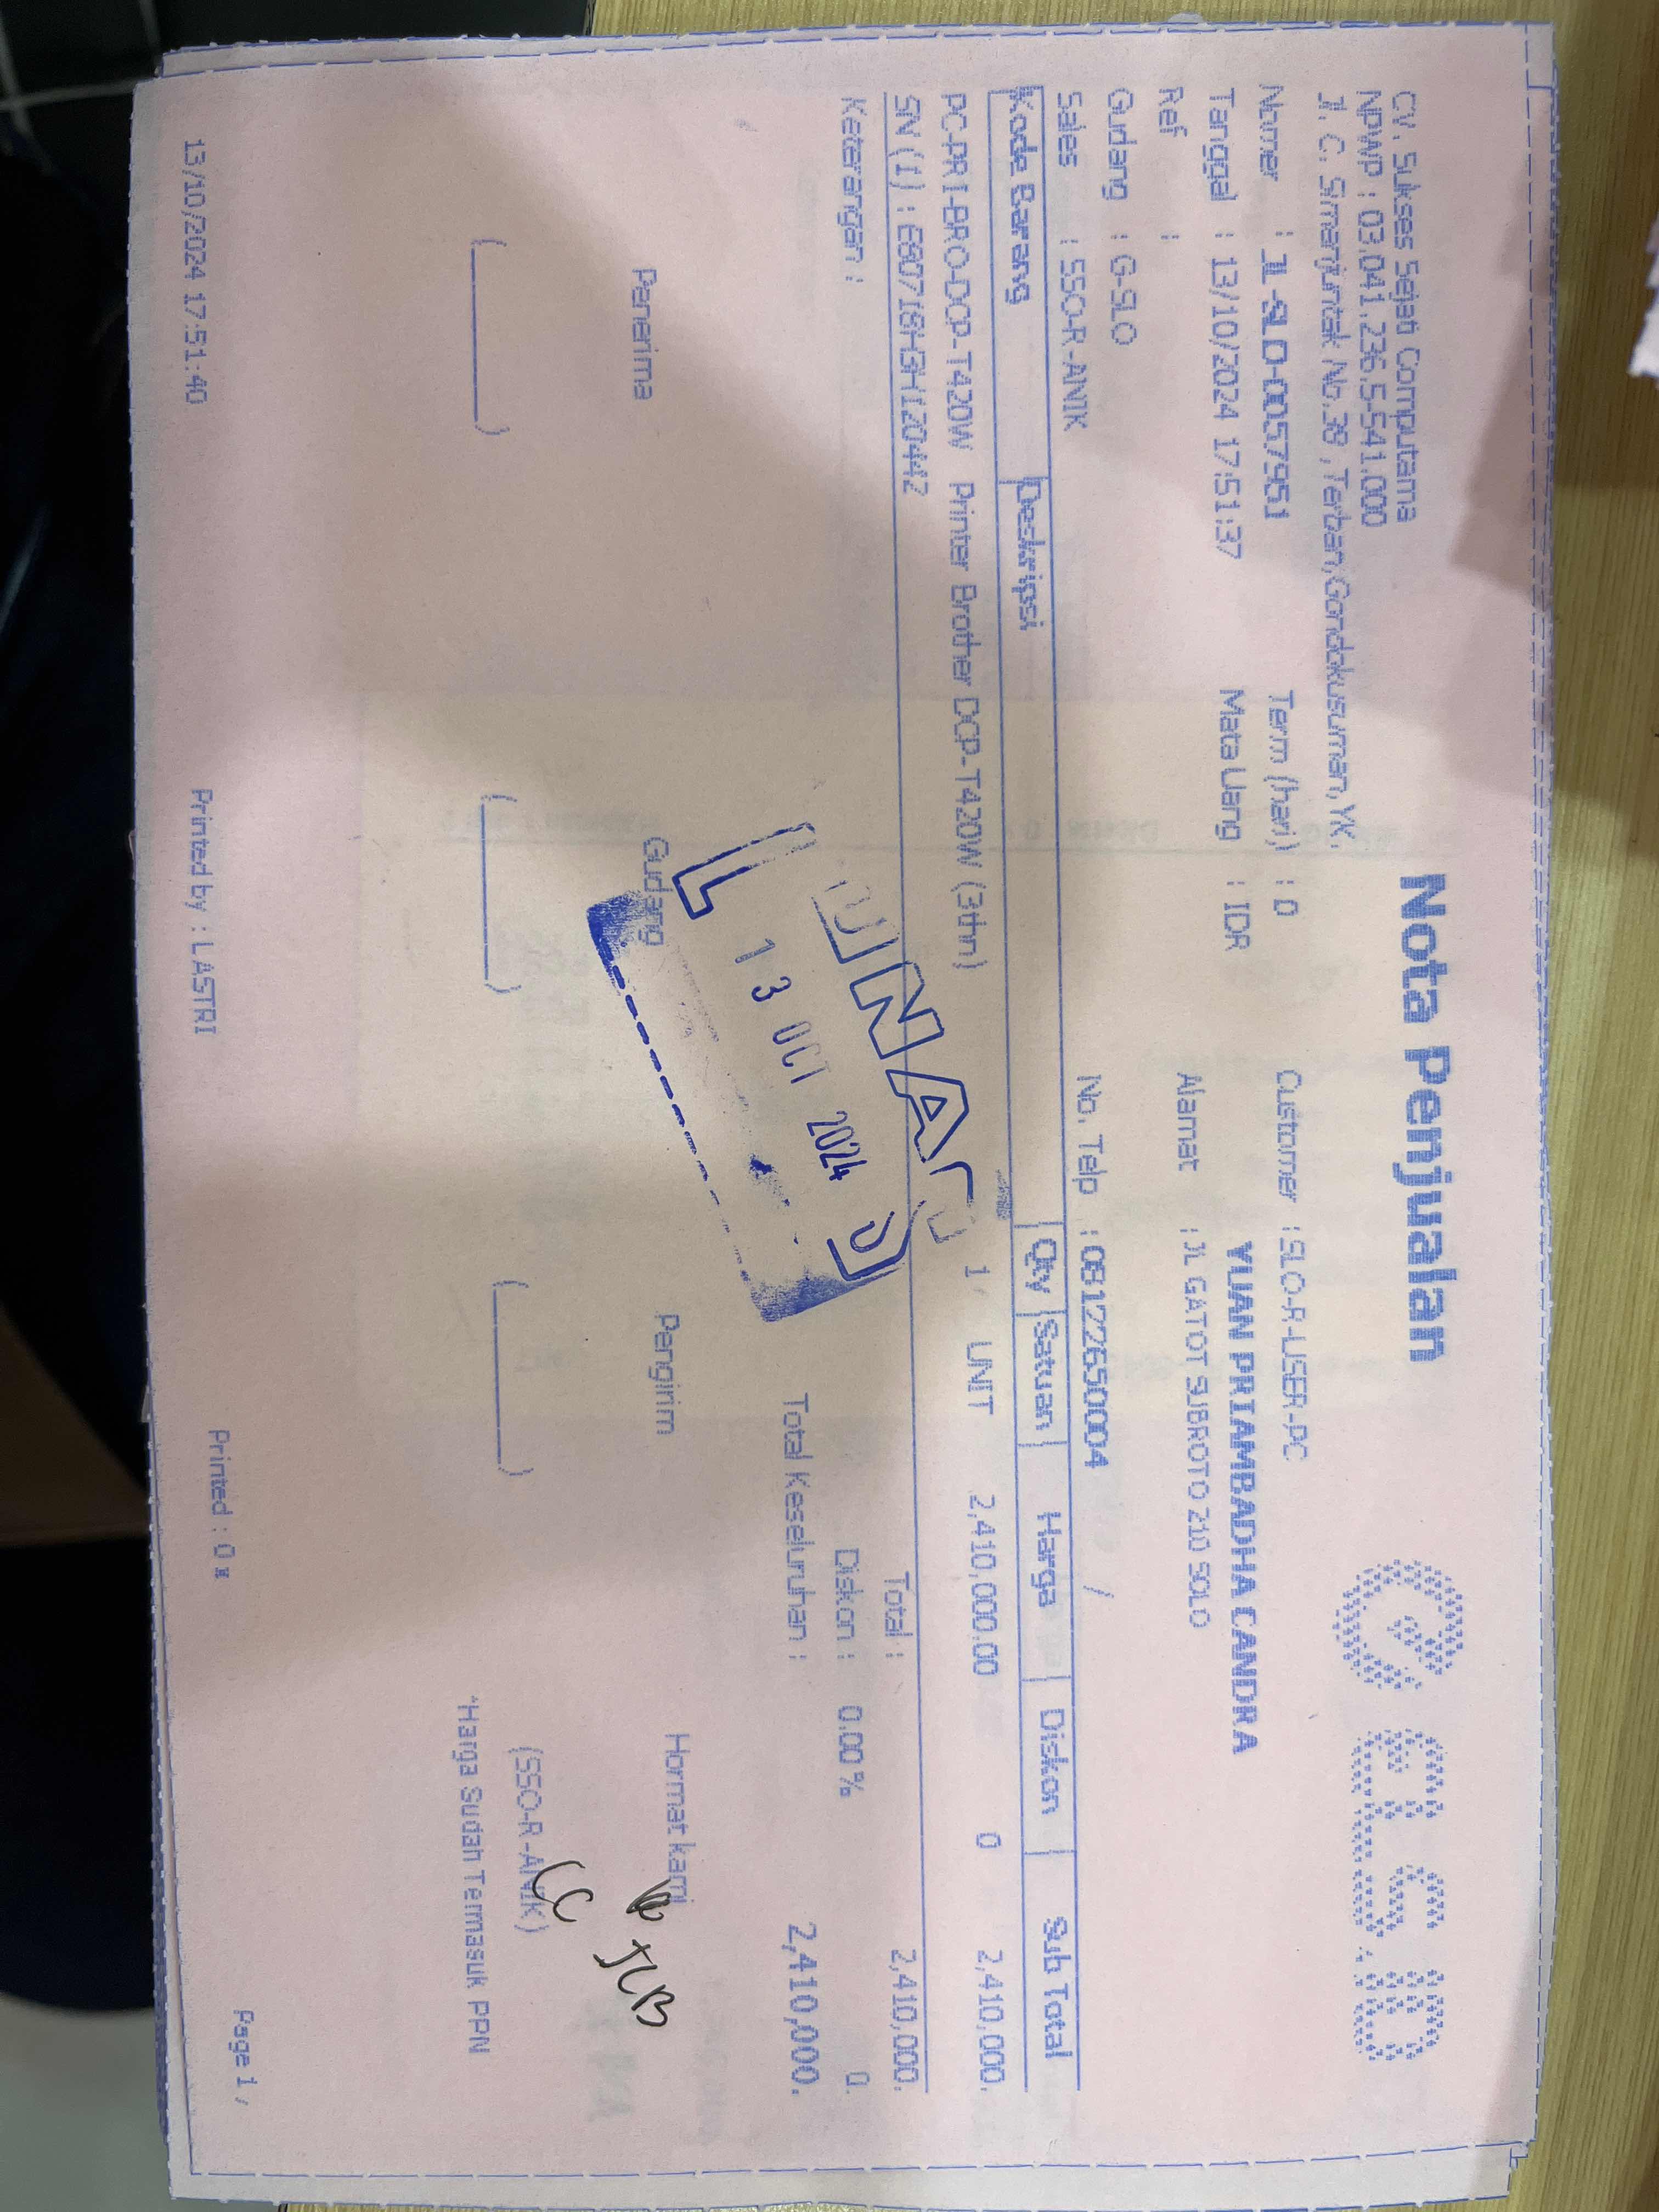 Nota Penjualan
CV. Sukses Sejati Computama
NPWP : 03.041.236.5-541.000
Jl. C. Simanjuntak No.38 ,Terban,Gondokusuman,YK.
Nomer : 1-SLO-0057951
Term (hari) : 0
Customer : SLO-R-USER-PC
Tanggal : 13/10/2024 17:51:37
Mata Uang : IDR
YUAN PRIAMBADHA CANDRA
Ref :
Alamat : JL GATOT SUBROTO 210 SOLO
Gudang : G-SLO
Sales : SSO-R-ANIK
No. Telp : 08122650004 /
Kode Barang Deskripsi Qty Satuan Harga Diskon Sub Total
PC-PRI-BRO-DCP-T420W Printer Brother DCP-T420W (3thn) 1 UNIT 2,410,000.00 0 2,410,000.
SN (1) : E80718H3H120442
Total : 2,410,000.
Keterangan :
Diskon : 0.00 % 0.
Total Keseluruhan : 2,410,000.
LUNAS
13 OCT 2024
Penerima Gudang Pengirim Hormat kami
JCB
CC
(SSO-R-ANIK)
*Harga Sudah Termasuk PPN
13/10/2024 17:51:40 Printed by : LASTRI Printed : 0 x Page 1 /